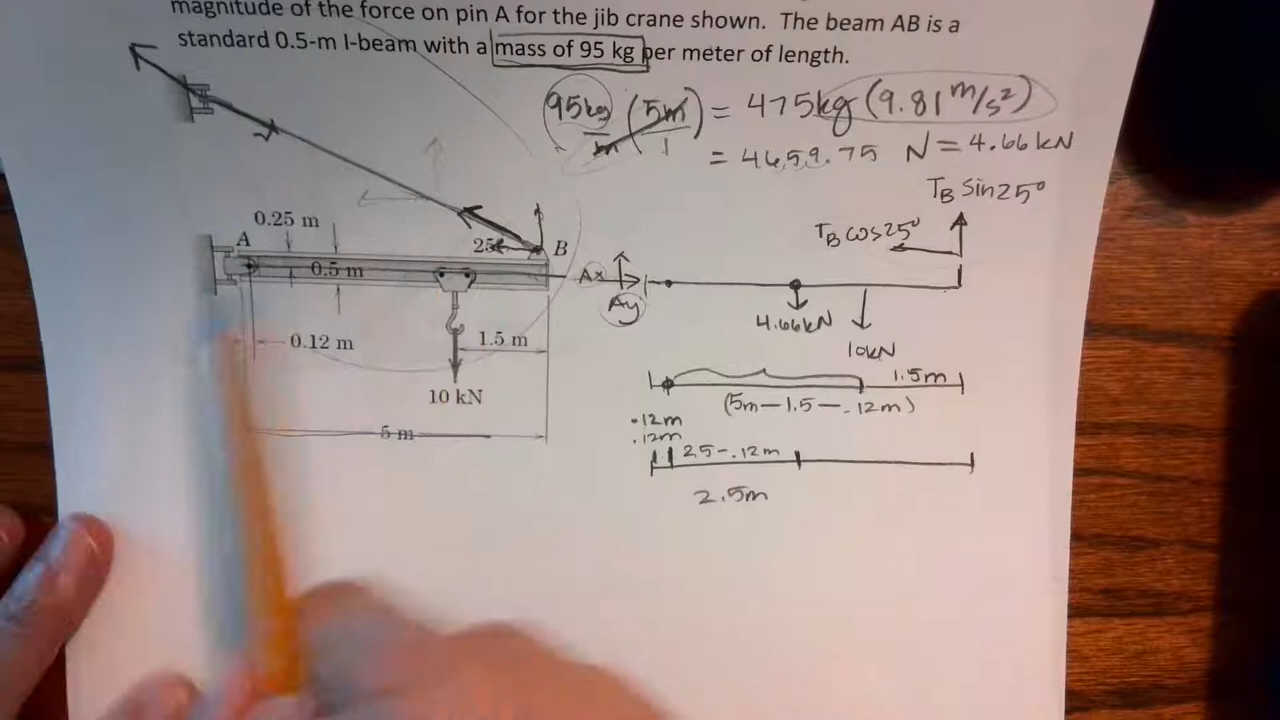 magnitude of the force on pin A for the jib crane shown. The beam AB is a
standard 0.5-m I-beam with a mass of 95 kg per meter of length.
95kg/m (5m/1) = 475kg (9.81 m/s²)
= 4659.75 N = 4.66 kN
T_B sin25°
T_B cos25°
0.25 m
A
25
B
0.5 m
Ax
Ay
4.66kN
10kN
0.12 m
1.5 m
1.5m
10 kN
(5m-1.5-.12m)
.12m
.12m
5 m
2.5-.12m
2.5m